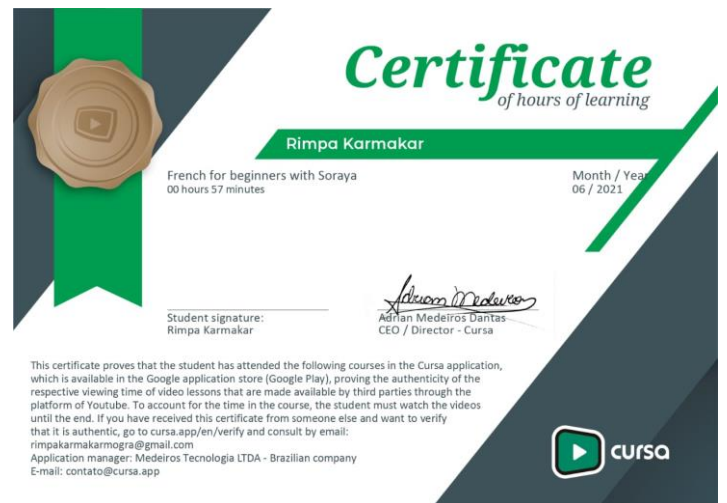 Certificate
of hours of learning
Rimpa Karmakar
French for beginners with Soraya
00 hours 57 minutes
Month / Year
06 / 2021
Adriam Medeiros
Student signature:
Rimpa Karmakar
Adrian Medeiros Dantas
CEO / Director - Cursa
This certificate proves that the student has attended the following courses in the Cursa application,
which is available in the Google application store (Google Play), proving the authenticity of the
respective viewing time of video lessons that are made available by third parties through the
platform of Youtube. To account for the time in the course, the student must watch the videos
until the end. If you have received this certificate from someone else and want to verify
that it is authentic, go to cursa.app/en/verify and consult by email:
rimpakarmakarmogra@gmail.com
Application manager: Medeiros Tecnologia LTDA - Brazilian company
E-mail: contato@cursa.app
cursa